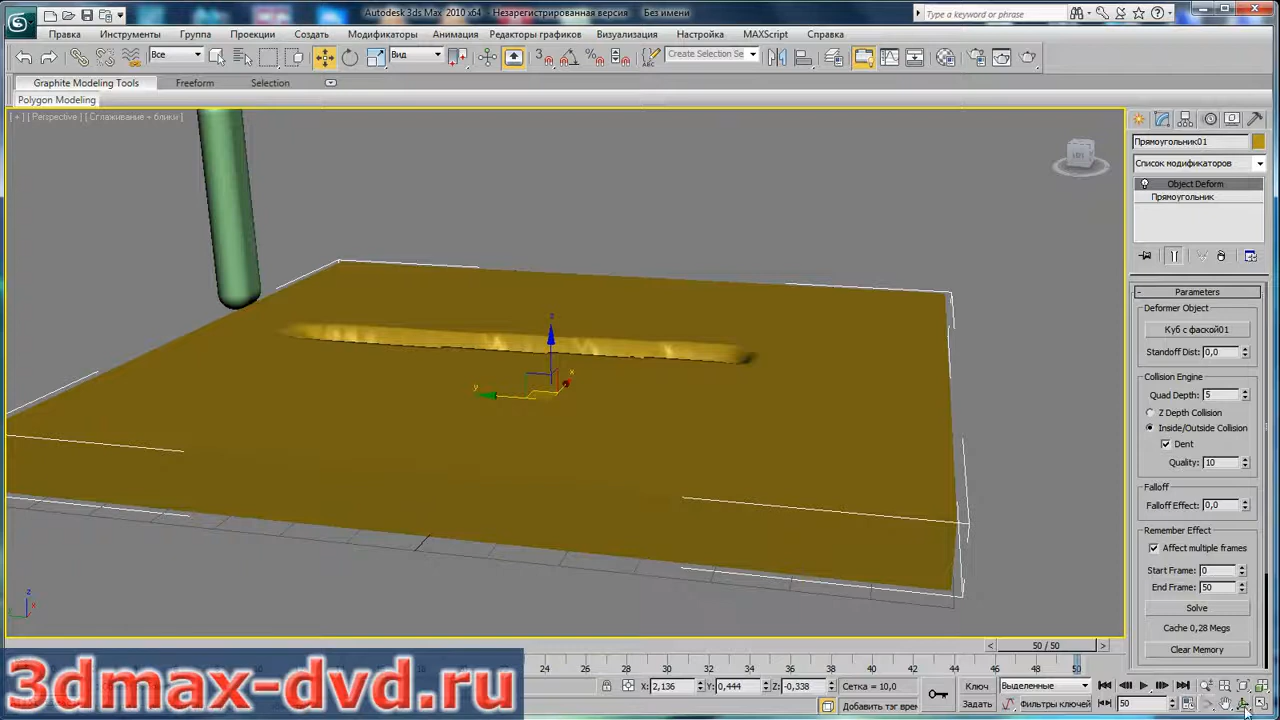 Autodesk 3ds Max 2010 x64 - Незарегистрированная версия - Без имени
Type a keyword or phrase
Правка Инструменты Группа Проекции Создать Модификаторы Анимация Редакторы графиков Визуализация Настройка MAXScript Справка
Все Вид Create Selection Se
Graphite Modeling Tools Freeform Selection
Polygon Modeling
[ + ] [ Perspective ] [ Сглаживание + блики ]
Прямоугольник01
Список модификаторов
Object Deform
Прямоугольник
- Parameters
Deformer Object
Куб с фаской01
Standoff Dist: 0,0
Collision Engine
Quad Depth: 5
Z Depth Collision
Inside/Outside Collision
Dent
Quality: 10
Falloff
Falloff Effect: 0,0
Remember Effect
Affect multiple frames
Start Frame: 0
End Frame: 50
Solve
Cache 0,28 Megs
Clear Memory
z
y
x
z
x
< 50 / 50 >
24 26 28 30 32 34 36 38 40 42 44 46 48 50
3dmax-dvd.ru
X: 2,136 Y: 0,444 Z: -0,338 Сетка = 10,0 Ключ Выделенные
Добавить тэг врем Задать Фильтры ключей 50